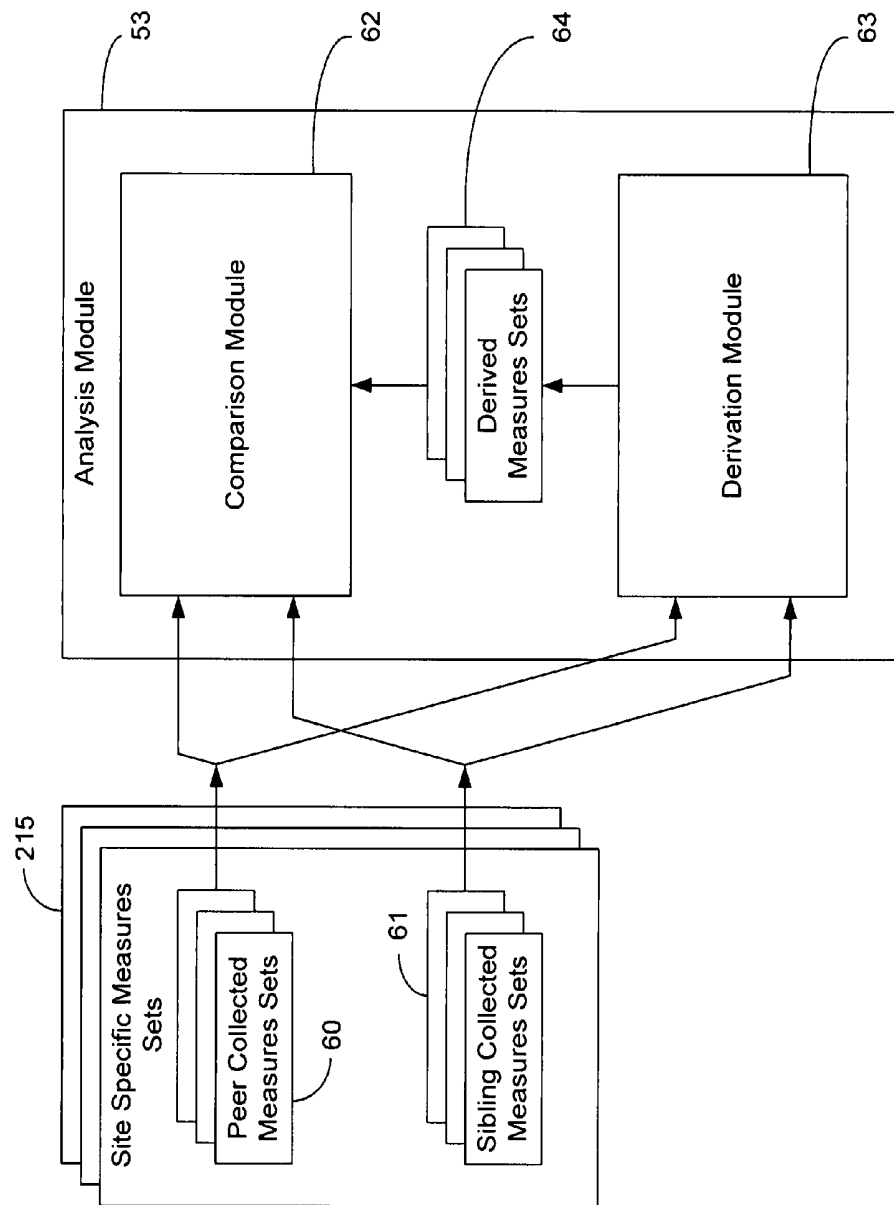 215
Site Specific Measures
Sets
Peer Collected
Measures Sets
60
61
Sibling Collected
Measures Sets
53
Analysis Module
Comparison Module
62
Derived
Measures Sets
64
Derivation Module
63